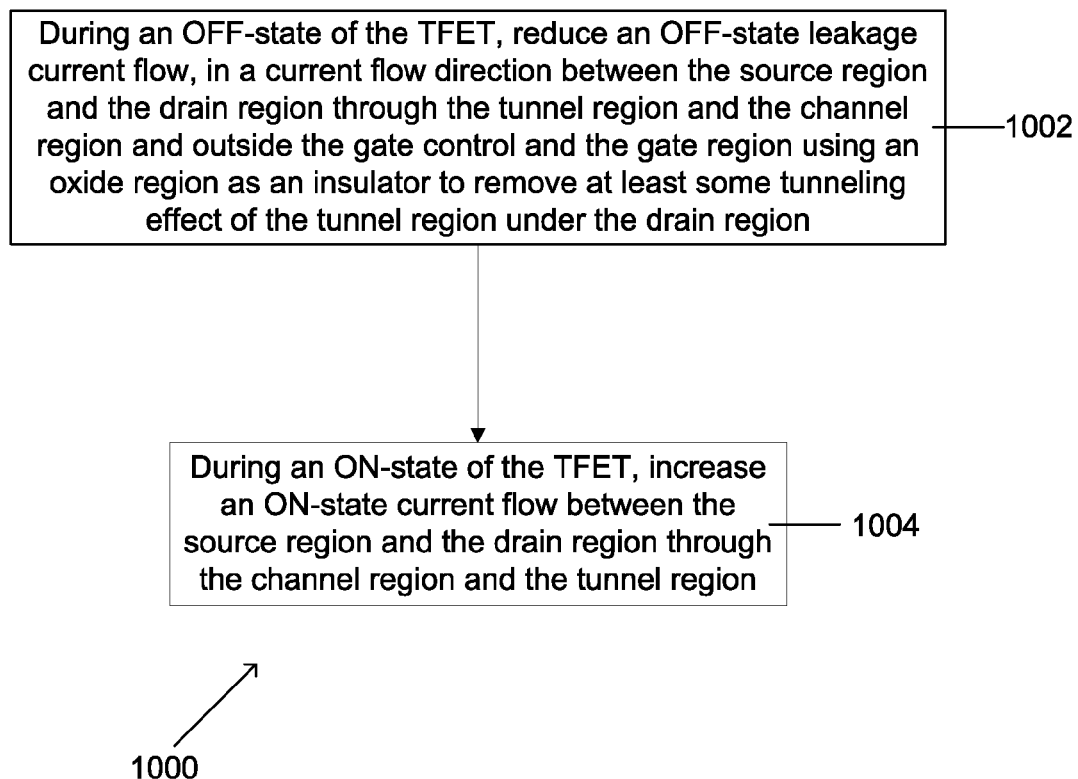 During an OFF-state of the TFET, reduce an OFF-state leakage
current flow, in a current flow direction between the source region
and the drain region through the tunnel region and the channel
region and outside the gate control and the gate region using an
oxide region as an insulator to remove at least some tunneling
effect of the tunnel region under the drain region
1002
During an ON-state of the TFET, increase
an ON-state current flow between the
source region and the drain region through
the channel region and the tunnel region
1004
1000